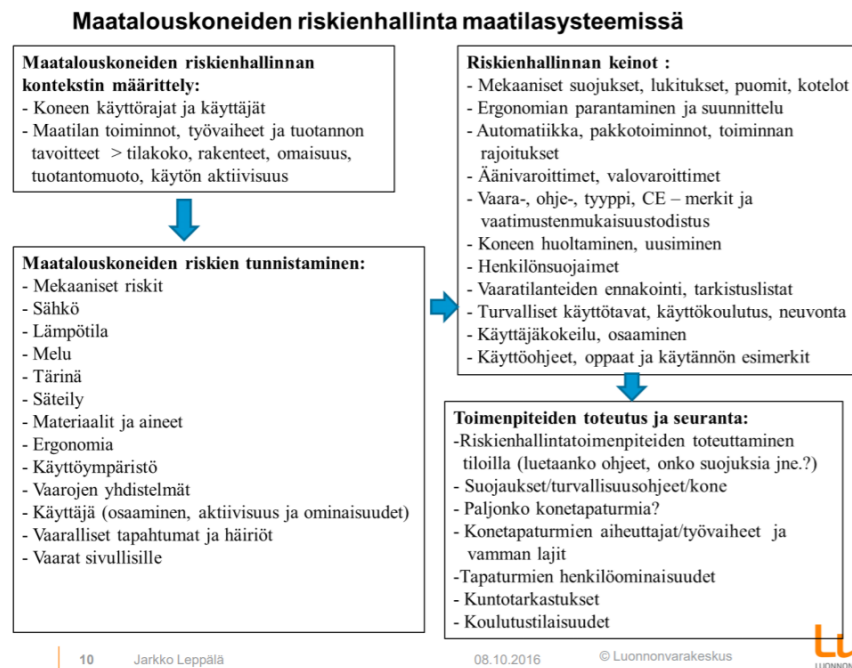 Maatalouskoneiden riskienhallinta maatilasysteemissä
Maatalouskoneiden riskienhallinnan
kontekstin määrittely:
- Koneen käyttörajat ja käyttäjät
- Maatilan toiminnot, työvaiheet ja tuotannon
tavoitteet > tilakoko, rakenteet, omaisuus,
tuotantomuoto, käytön aktiivisuus
Maatalouskoneiden riskien tunnistaminen:
- Mekaaniset riskit
- Sähkö
- Lämpötila
- Melu
- Tärinä
- Säteily
- Materiaalit ja aineet
- Ergonomia
- Käyttöympäristö
- Vaarojen yhdistelmät
- Käyttäjä (osaaminen, aktiivisuus ja ominaisuudet)
- Vaaralliset tapahtumat ja häiriöt
- Vaarat sivullisille
Riskienhallinnan keinot :
- Mekaaniset suojukset, lukitukset, puomit, kotelot
- Ergonomian parantaminen ja suunnittelu
- Automatiikka, pakkotoiminnot, toiminnan
rajoitukset
- Äänivaroittimet, valovaroittimet
- Vaara-, ohje-, tyyppi, CE – merkit ja
vaatimustenmukaisuustodistus
- Koneen huoltaminen, uusiminen
- Henkilönsuojaimet
- Vaaratilanteiden ennakointi, tarkistuslistat
- Turvalliset käyttötavat, käyttökoulutus, neuvonta
- Käyttäjäkokeilu, osaaminen
- Käyttöohjeet, oppaat ja käytännön esimerkit
Toimenpiteiden toteutus ja seuranta:
-Riskienhallintatoimenpiteiden toteuttaminen
tiloilla (luetaanko ohjeet, onko suojuksia jne.?)
- Suojaukset/turvallisuusohjeet/kone
- Paljonko konetapaturmia?
- Konetapaturmien aiheuttajat/työvaiheet ja
vamman lajit
-Tapaturmien henkilöominaisuudet
- Kuntotarkastukset
- Koulutustilaisuudet
10 Jarkko Leppälä 08.10.2016 © Luonnonvarakeskus